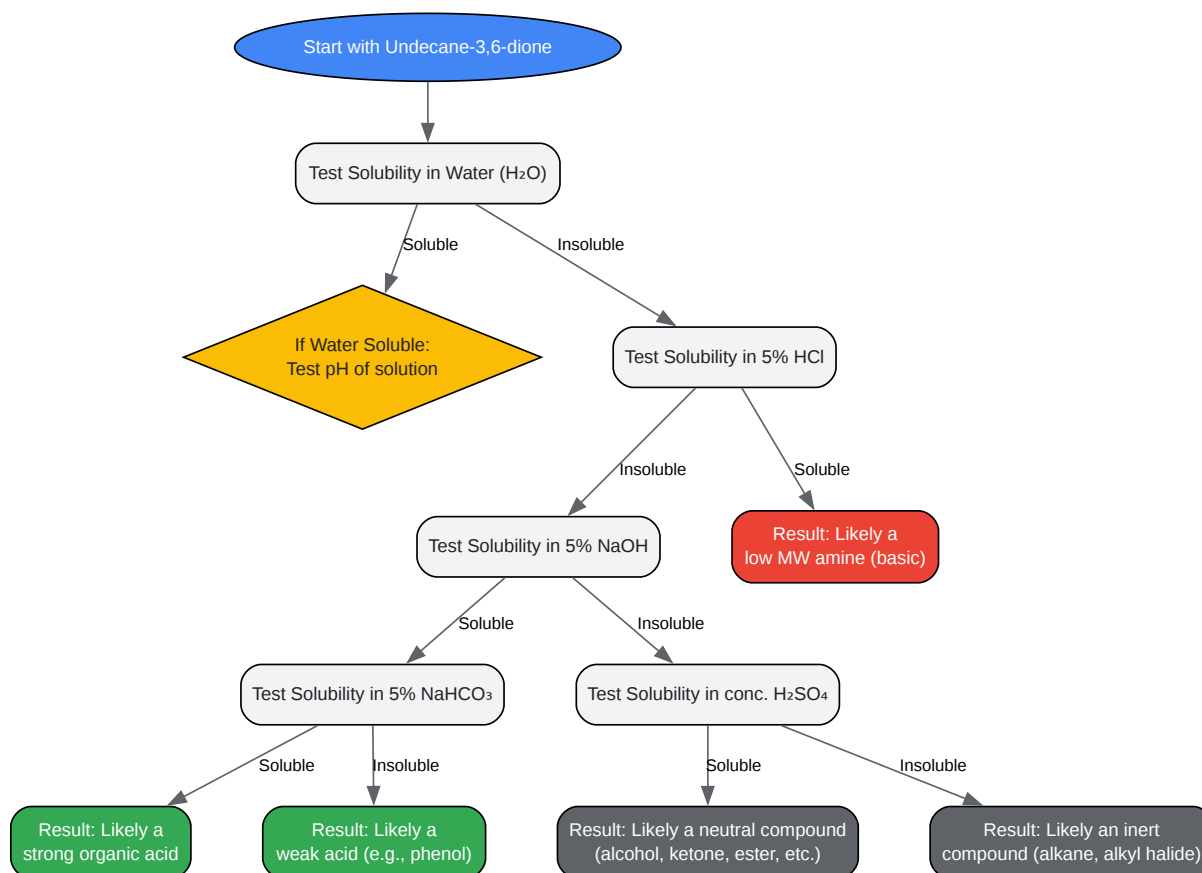 Start with Undecane-3,6-dione
Test Solubility in Water (H₂O)
Soluble
Insoluble
If Water Soluble:
Test pH of solution
Test Solubility in 5% HCl
Insoluble
Soluble
Test Solubility in 5% NaOH
Result: Likely a
low MW amine (basic)
Soluble
Insoluble
Test Solubility in 5% NaHCO₃
Test Solubility in conc. H₂SO₄
Soluble
Insoluble
Soluble
Insoluble
Result: Likely a
strong organic acid
Result: Likely a
weak acid (e.g., phenol)
Result: Likely a neutral compound
(alcohol, ketone, ester, etc.)
Result: Likely an inert
compound (alkane, alkyl halide)